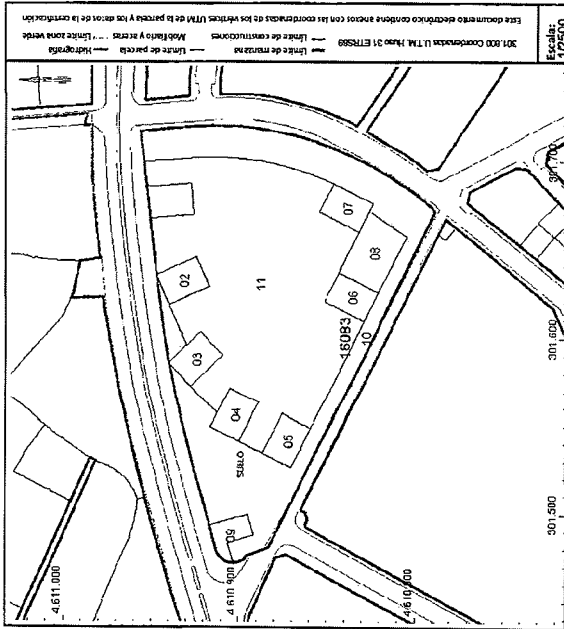 Escala:
1/2500
301.800 Coordenadas U.T.M. Huso 31 ETRS89
Límite de manzana
Límite de parcela
Límite de construcciones
Mobiliario y aceras
Límite zona verde
Hidrografía
Este documento electrónico contiene anexos con las coordenadas de los vértices UTM de la parcela y los datos de la certificación
4.611.000
4.610.900
4.610.800
301.500
301.600
301.700
02
03
04
05
06
07
08
09
10
11
16083
SUELO